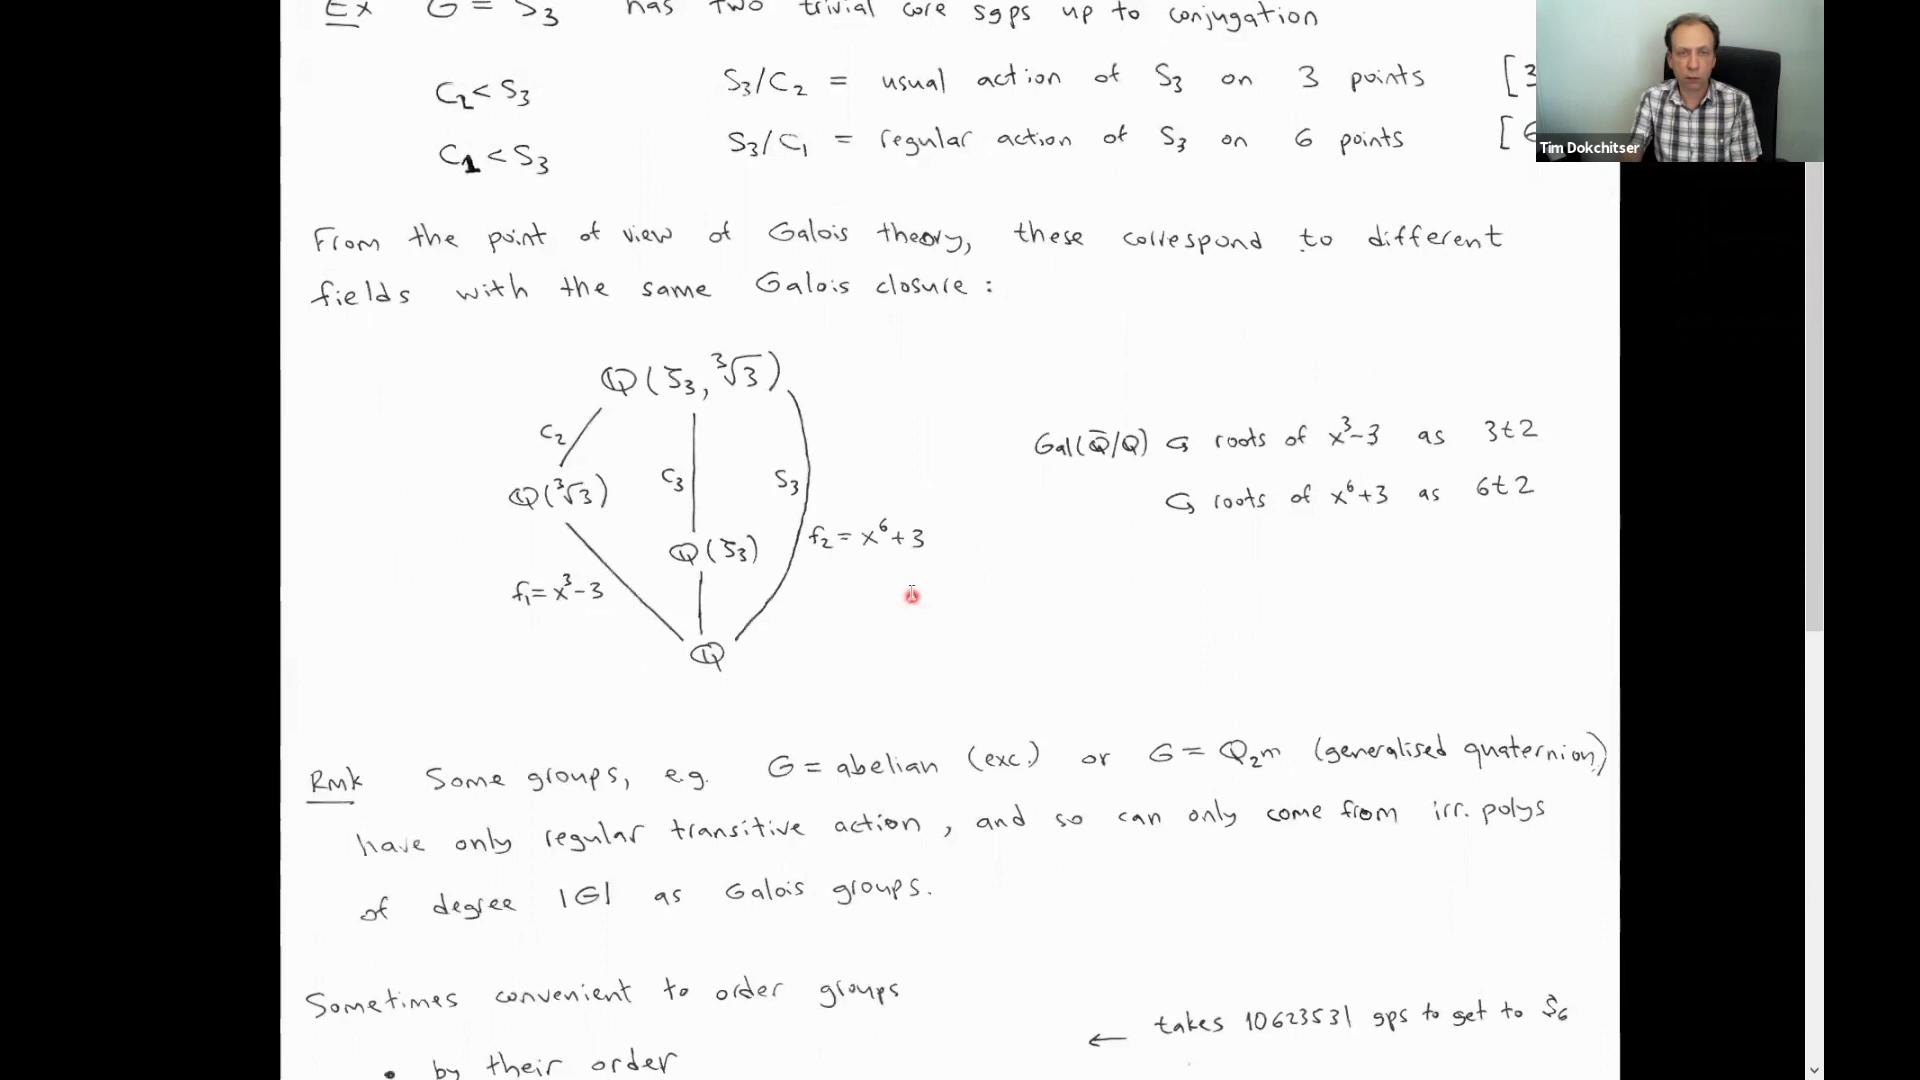 Ex G = S₃ has two trivial core sgps up to conjugation
C₂ < S₃ S₃/C₂ = usual action of S₃ on 3 points [3
C₁ < S₃ S₃/C₁ = regular action of S₃ on 6 points [6
Tim Dokchitser
From the point of view of Galois theory, these correspond to different
fields with the same Galois closure :
ℚ(ζ₃, ³√3)
C₂
ℚ(³√3)
C₃
S₃
ℚ(ζ₃)
f₁ = x³-3
f₂ = x⁶+3
ℚ
Gal(ℚ̄/ℚ) G roots of x³-3 as 3t2
G roots of x⁶+3 as 6t2
Rmk Some groups, e.g. G = abelian (exc.) or G = Q₂m (generalised quaternion)
have only regular transitive action, and so can only come from irr. polys
of degree |G| as Galois groups.
Sometimes convenient to order groups
• by their order
← takes 10623531 gps to get to S₆